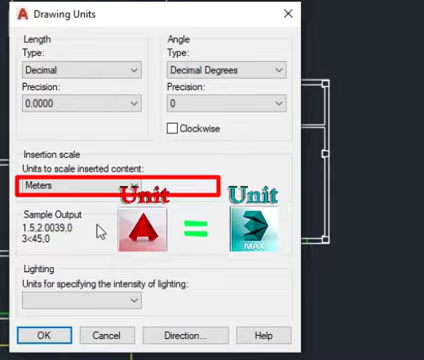 Drawing Units
Length
Type:
Decimal
Precision:
0.0000
Angle
Type:
Decimal Degrees
Precision:
0
Clockwise
Insertion scale
Units to scale inserted content:
Meters
Unit
Unit
Sample Output
1.5,2.0039,0
3<45,0
=
MAX
Lighting
Units for specifying the intensity of lighting:
OK
Cancel
Direction...
Help